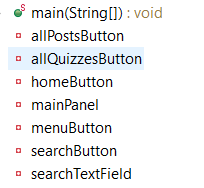 main(String[]) : void
allPostsButton
allQuizzesButton
homeButton
mainPanel
menuButton
searchButton
searchTextField